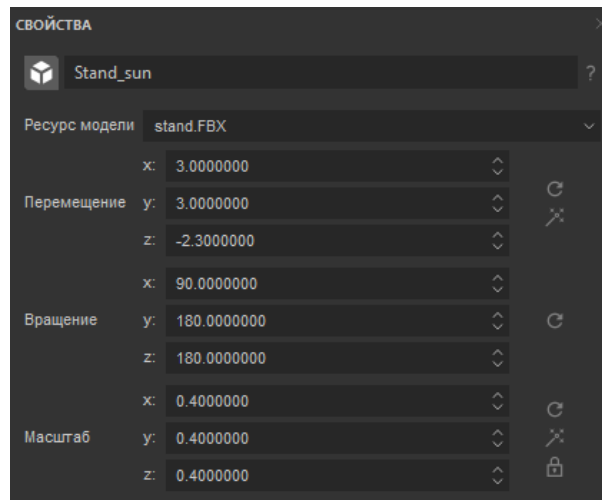 СВОЙСТВА
Stand_sun ?
Ресурс модели stand.FBX
x: 3.0000000
Перемещение y: 3.0000000
z: -2.3000000
x: 90.0000000
Вращение y: 180.0000000
z: 180.0000000
x: 0.4000000
Масштаб y: 0.4000000
z: 0.4000000